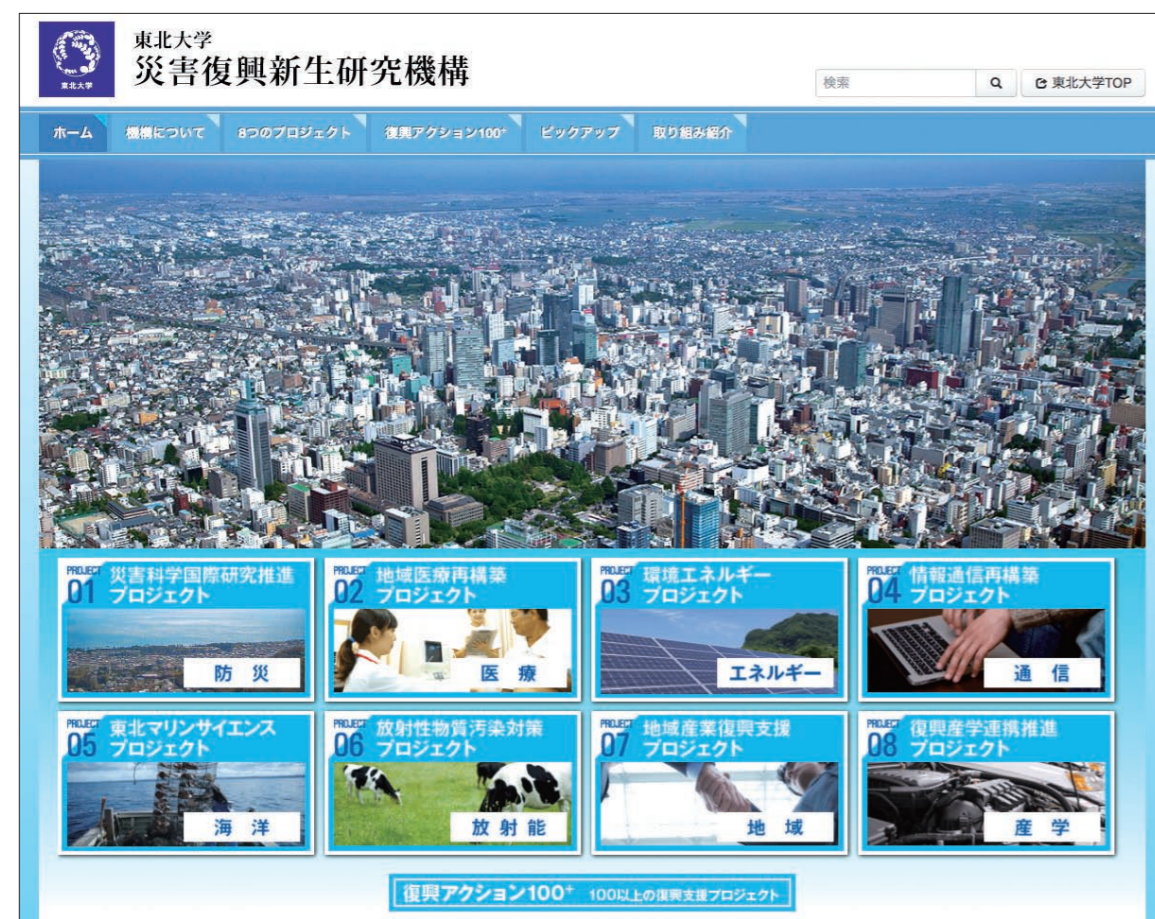 東北大学
東北大学
災害復興新生研究機構
検索
東北大学TOP
ホーム
機構について
8つのプロジェクト
復興アクション100+
ピックアップ
取り組み紹介
PROJECT
01
災害科学国際研究推進
プロジェクト
防災
PROJECT
02
地域医療再構築
プロジェクト
医療
PROJECT
03
環境エネルギー
プロジェクト
エネルギー
PROJECT
04
情報通信再構築
プロジェクト
通信
PROJECT
05
東北マリンサイエンス
プロジェクト
海洋
PROJECT
06
放射性物質汚染対策
プロジェクト
放射能
PROJECT
07
地域産業復興支援
プロジェクト
地域
PROJECT
08
復興産学連携推進
プロジェクト
産学
復興アクション100+ 100以上の復興支援プロジェクト